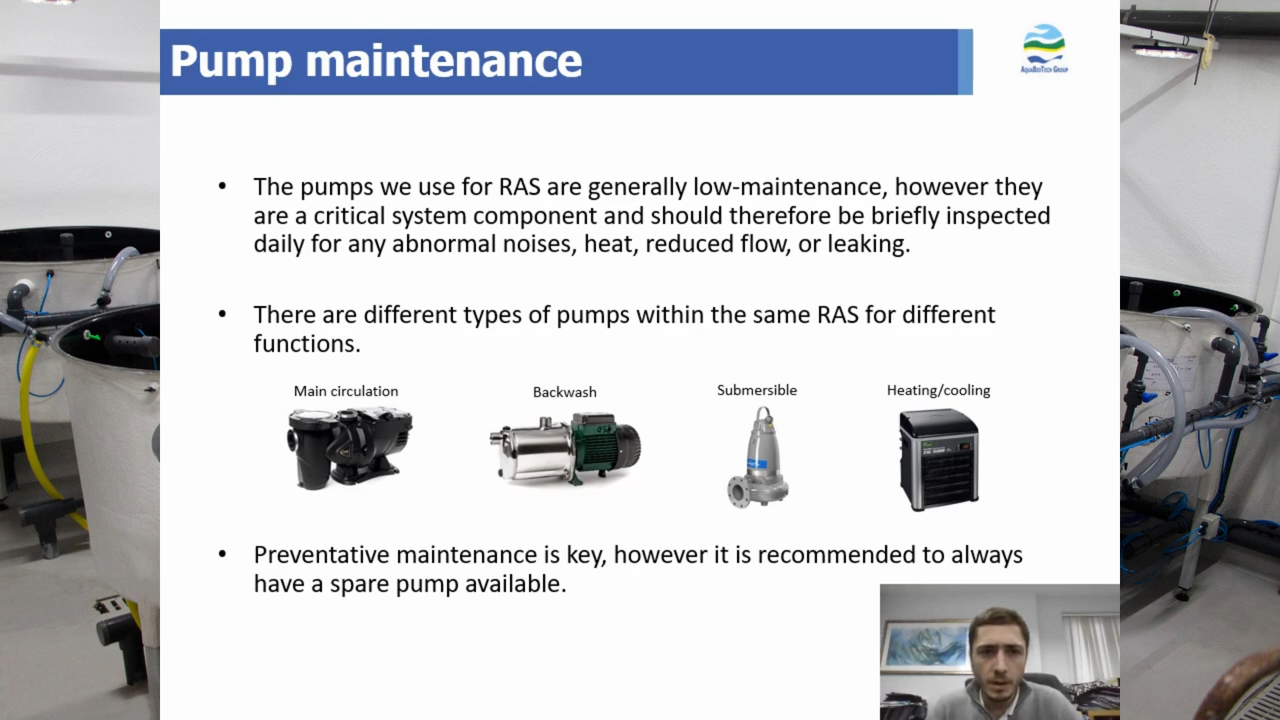 Pump maintenance
AquaBioTech Group
• The pumps we use for RAS are generally low-maintenance, however they
are a critical system component and should therefore be briefly inspected
daily for any abnormal noises, heat, reduced flow, or leaking.
• There are different types of pumps within the same RAS for different
functions.
Main circulation
Backwash
Submersible
Heating/cooling
• Preventative maintenance is key, however it is recommended to always
have a spare pump available.